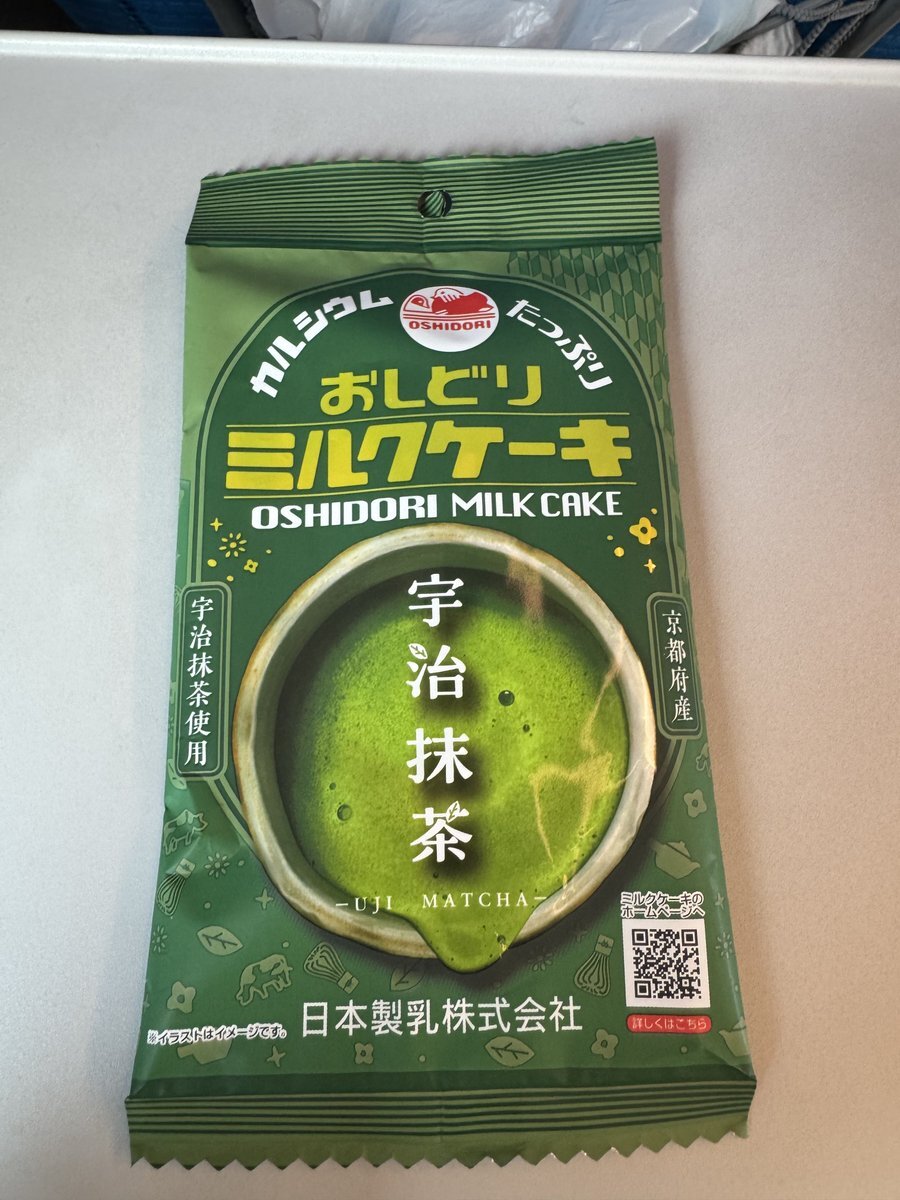 カルシウム
OSHIDORI
たっぷり
おしどり
ミルクケーキ
OSHIDORI MILK CAKE
宇治抹茶
宇治抹茶使用
京都府産
-UJI MATCHA-
ミルクケーキの
ホームページへ
詳しくはこちら
※イラストはイメージです。
日本製乳株式会社